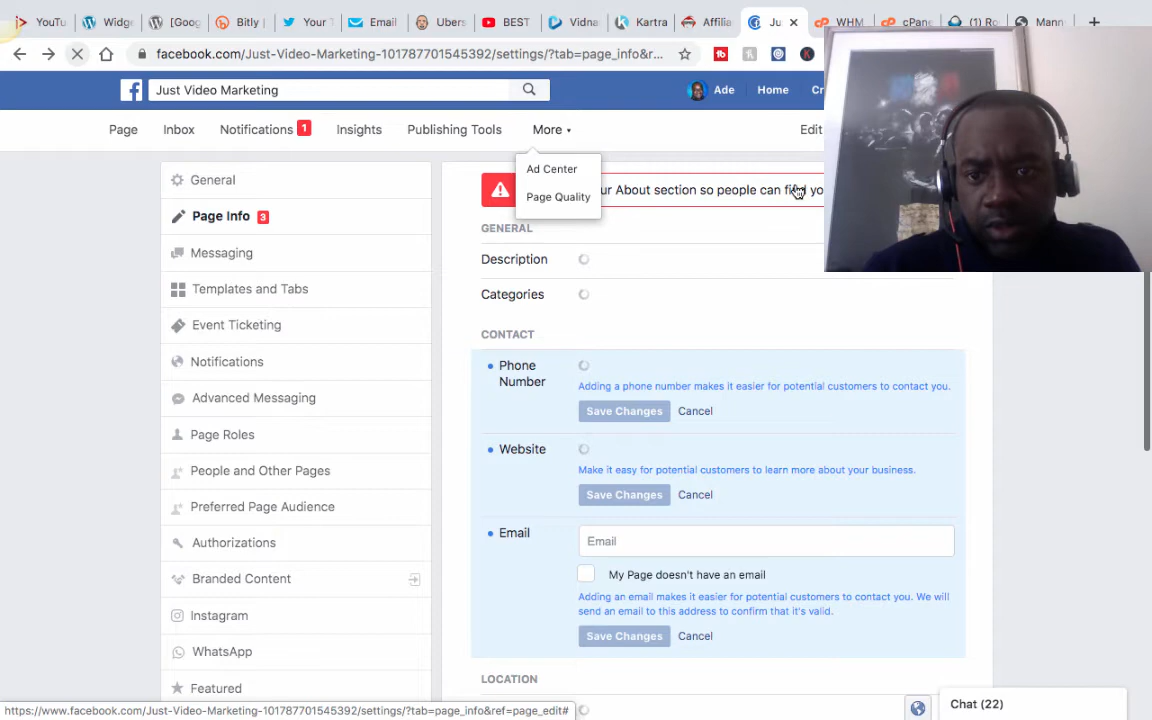 YouTu
Widge
[Goog
Bitly |
Your T
Email
Ubers
BEST
Vidna
Kartra
Affilia
Ju
WHM
cPane
(1) Ro
Manne
facebook.com/Just-Video-Marketing-101787701545392/settings/?tab=page_info&r...
Just Video Marketing
Ade
Home
Cr
Page
Inbox
Notifications 1
Insights
Publishing Tools
More
Edit
Ad Center
Page Quality
General
Page Info 3
Messaging
Templates and Tabs
Event Ticketing
Notifications
Advanced Messaging
Page Roles
People and Other Pages
Preferred Page Audience
Authorizations
Branded Content
Instagram
WhatsApp
Featured
ur About section so people can find yo
GENERAL
Description
Categories
CONTACT
Phone
Number
Adding a phone number makes it easier for potential customers to contact you.
Save Changes Cancel
Website
Make it easy for potential customers to learn more about your business.
Save Changes Cancel
Email
Email
My Page doesn't have an email
Adding an email makes it easier for potential customers to contact you. We will
send an email to this address to confirm that it's valid.
Save Changes Cancel
LOCATION
https://www.facebook.com/Just-Video-Marketing-101787701545392/settings/?tab=page_info&ref=page_edit#
Chat (22)